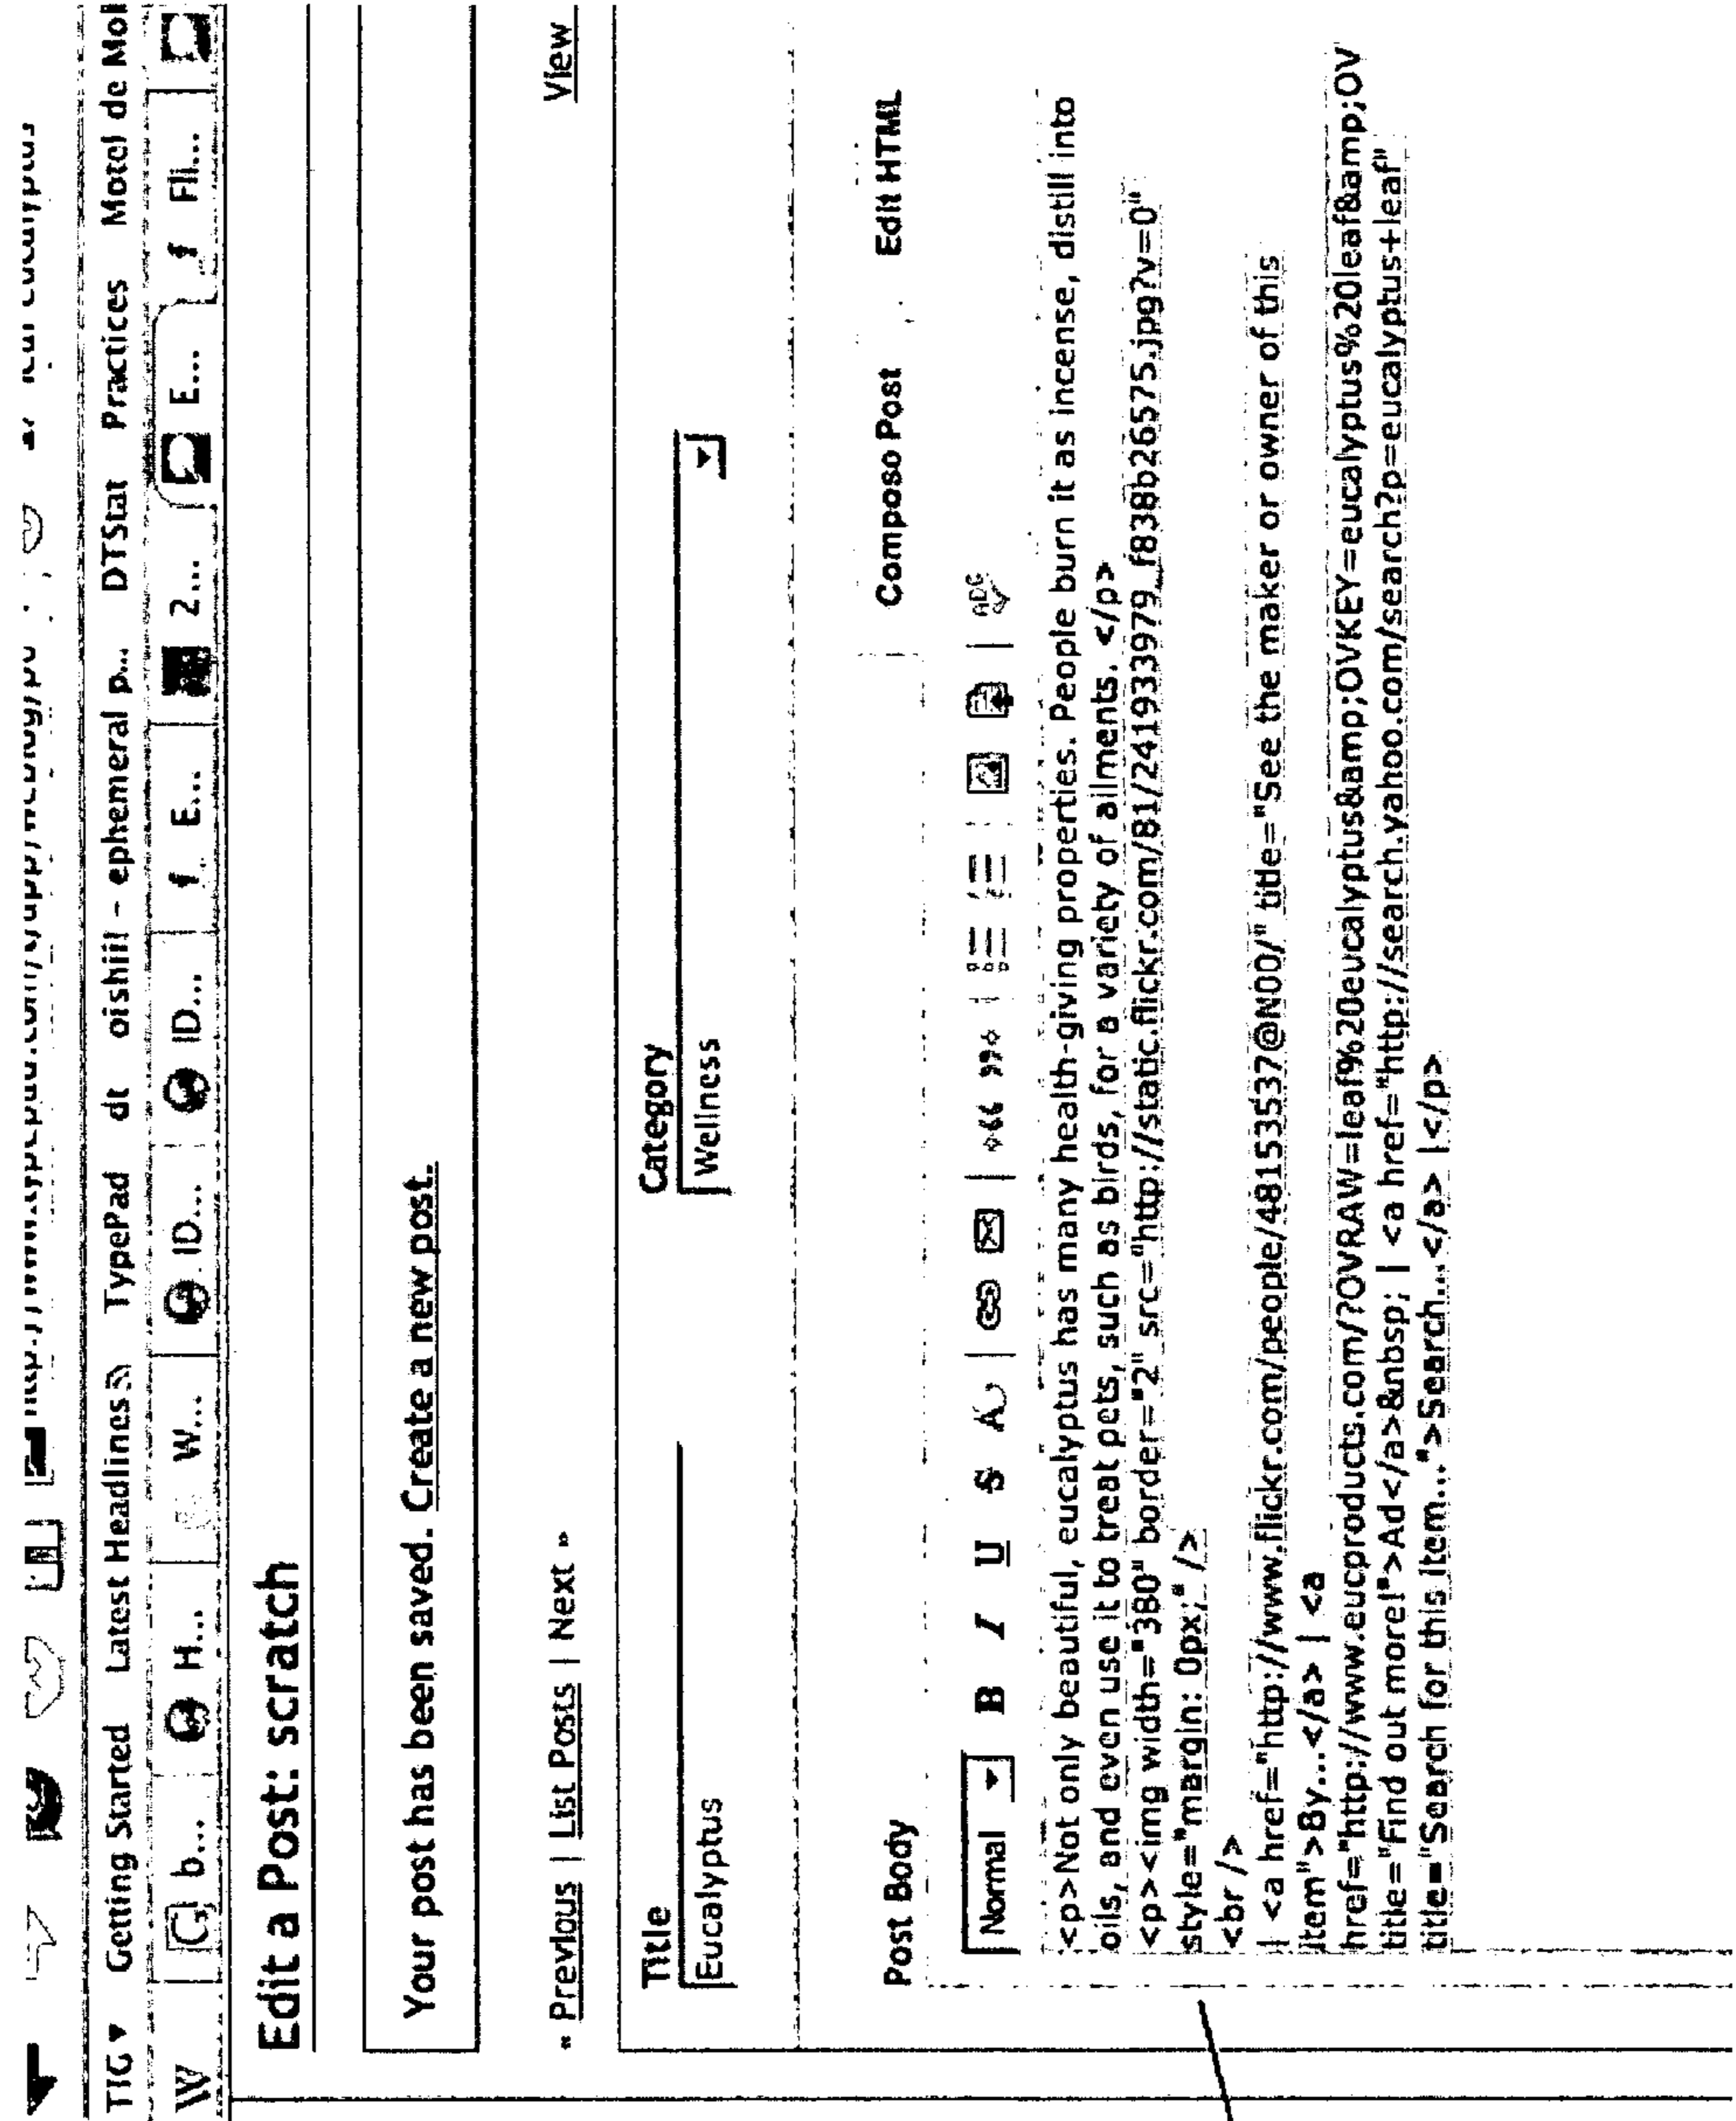 TIG ▾ Getting Started Latest Headlines TypePad dt oishii! - ephemeral p... DTStat Practices Motel de Mol
W G b... H... W... ID... ID... f E... 2... E... f Fli...
Edit a Post: scratch
Your post has been saved. Create a new post.
« Previous | List Posts | Next »
View
Title
Category
Eucalyptus
Wellness
Post Body
Composo Post
Edit HTML
Normal B I U S A ABC
<p>Not only beautiful, eucalyptus has many health-giving properties. People burn it as incense, distill into
oils, and even use it to treat pets, such as birds, for a variety of ailments. </p>
<p><img width="380" border="2" src="http://static.flickr.com/81/241933979_f838b26575.jpg?v=0"
style="margin: 0px;" />
<br />
| <a href="http://www.flickr.com/people/48153537@N00/" title="See the maker or owner of this
item">By...</a> | <a
href="http://www.eucproducts.com/?OVRAW=leaf%20eucalyptus&amp;OVKEY=eucalyptus%20leaf&amp;OV
title="Find out more!">Ad</a>&nbsp; | <a href="http://search.yahoo.com/search?p=eucalyptus+leaf"
title="Search for this item...">Search...</a> |</p>